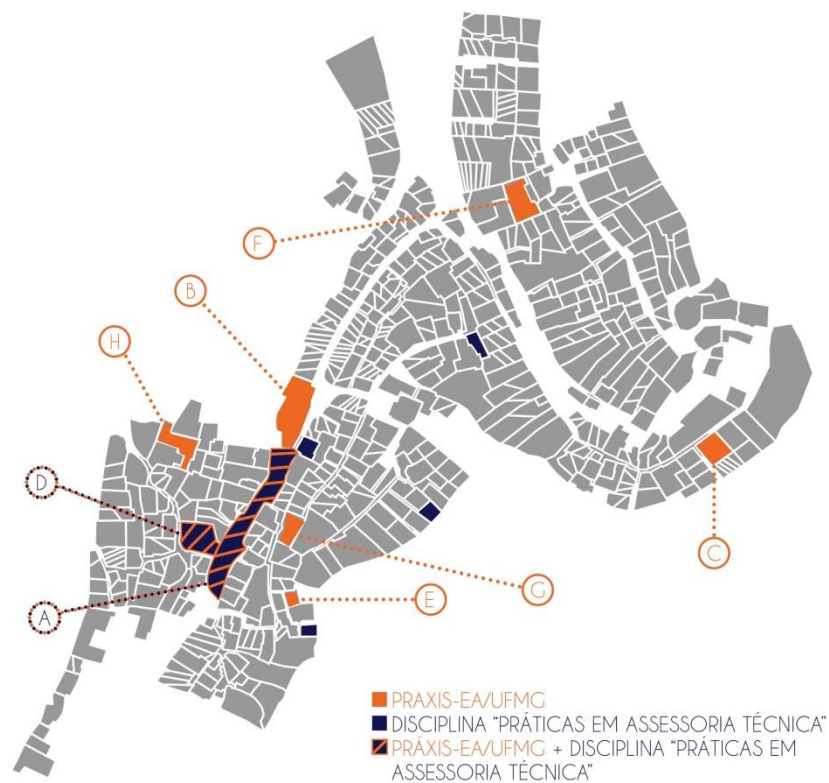 F
B
H
D
A
C
G
E
PRAXIS-EA/UFMG
DISCIPLINA "PRÁTICAS EM ASSESSORIA TÉCNICA"
PRÁXIS-EA/UFMG + DISCIPLINA "PRÁTICAS EM
ASSESSORIA TÉCNICA"